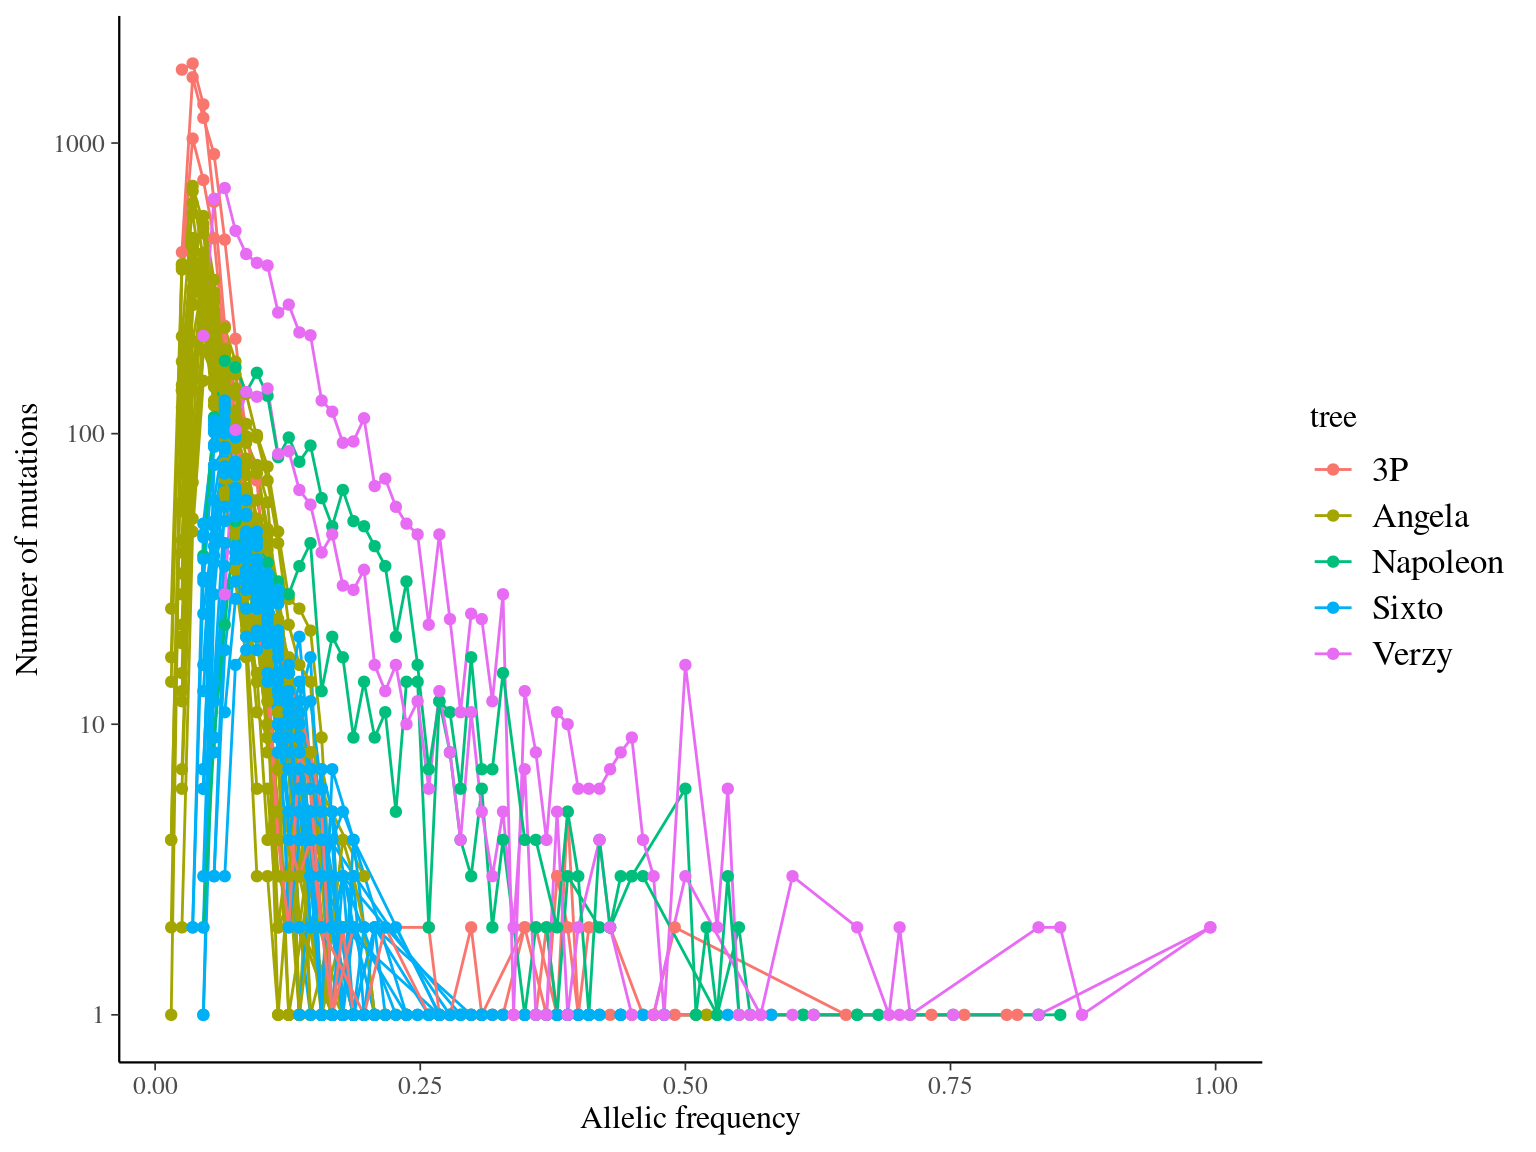 1000
100
10
1
Numner of mutations
0.00 0.25 0.50 0.75 1.00
Allelic frequency
tree
3P
Angela
Napoleon
Sixto
Verzy